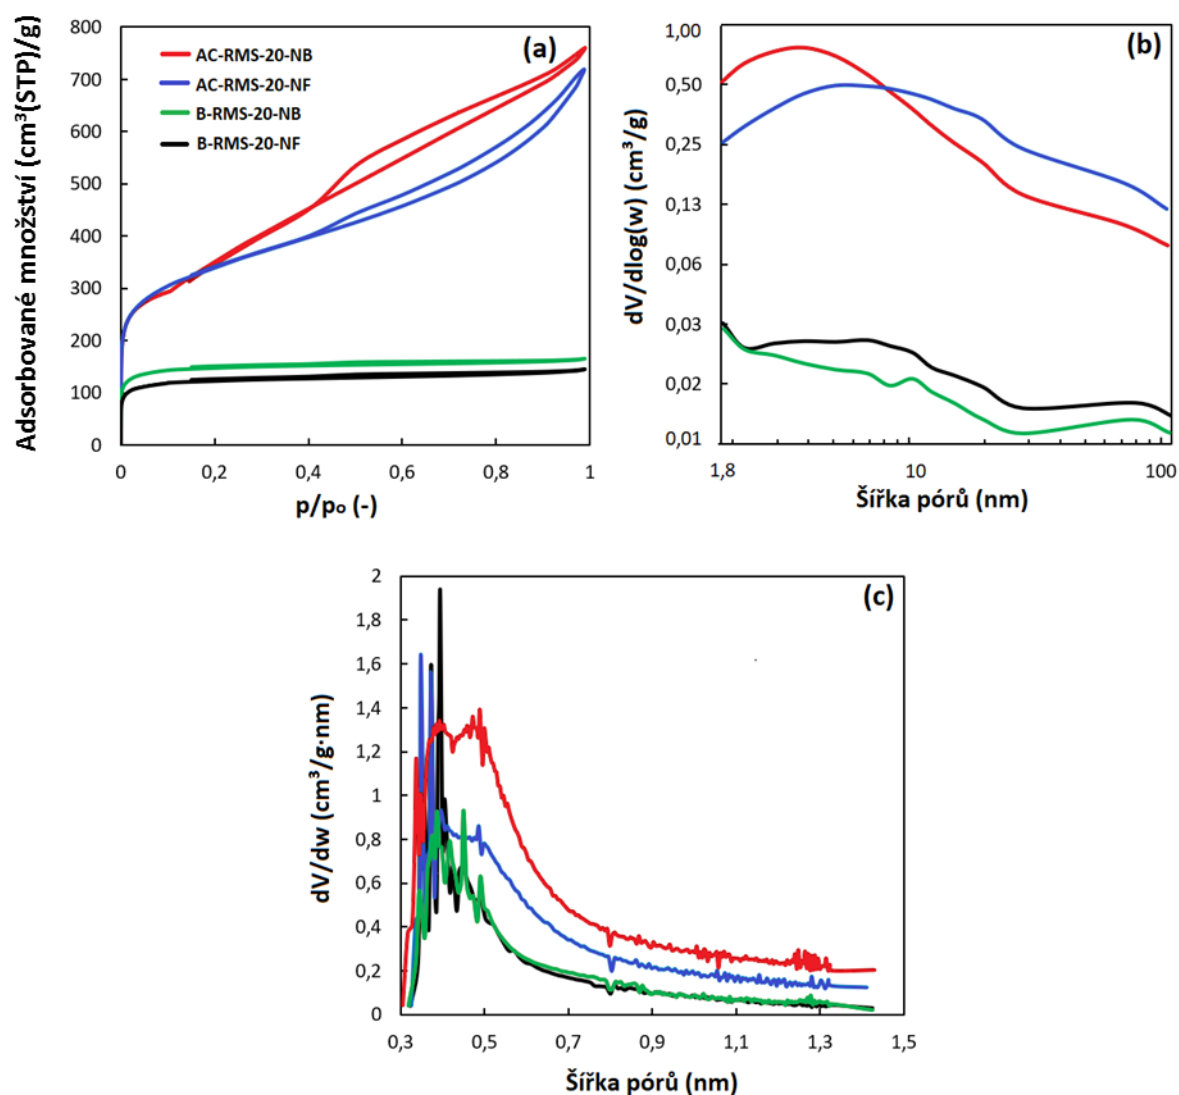 (a)
Adsorbované množství (cm³(STP)/g)
800
700
600
500
400
300
200
100
0
AC-RMS-20-NB
AC-RMS-20-NF
B-RMS-20-NB
B-RMS-20-NF
0 0,2 0,4 0,6 0,8 1
p/p₀ (-)
(b)
dV/dlog(w) (cm³/g)
1,00
0,50
0,25
0,13
0,06
0,03
0,02
0,01
1,8 10 100
Šířka pórů (nm)
(c)
dV/dw (cm³/g·nm)
2
1,8
1,6
1,4
1,2
1
0,8
0,6
0,4
0,2
0
0,3 0,5 0,7 0,9 1,1 1,3 1,5
Šířka pórů (nm)